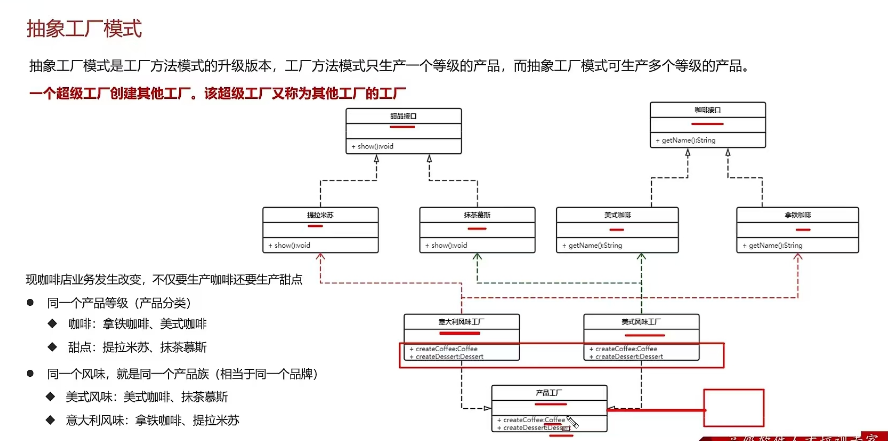 抽象工厂模式
抽象工厂模式是工厂方法模式的升级版本，工厂方法模式只生产一个等级的产品，而抽象工厂模式可生产多个等级的产品。
一个超级工厂创建其他工厂。该超级工厂又称为其他工厂的工厂
甜品接口
+ show():void
咖啡接口
+ getName():String
提拉米苏
+ show():void
抹茶慕斯
+ show():void
美式咖啡
+ getName():String
拿铁咖啡
+ getName():String
现咖啡店业务发生改变，不仅要生产咖啡还要生产甜点
● 同一个产品等级（产品分类）
◆ 咖啡：拿铁咖啡、美式咖啡
◆ 甜点：提拉米苏、抹茶慕斯
● 同一个风味，就是同一个产品族（相当于同一个品牌）
◆ 美式风味：美式咖啡、抹茶慕斯
◆ 意大利风味：拿铁咖啡、提拉米苏
意大利风味工厂
+ createCoffee:Coffee
+ createDessert:Dessert
美式风味工厂
+ createCoffee:Coffee
+ createDessert:Dessert
产品工厂
+ createCoffee:Coffee
+ createDessert: